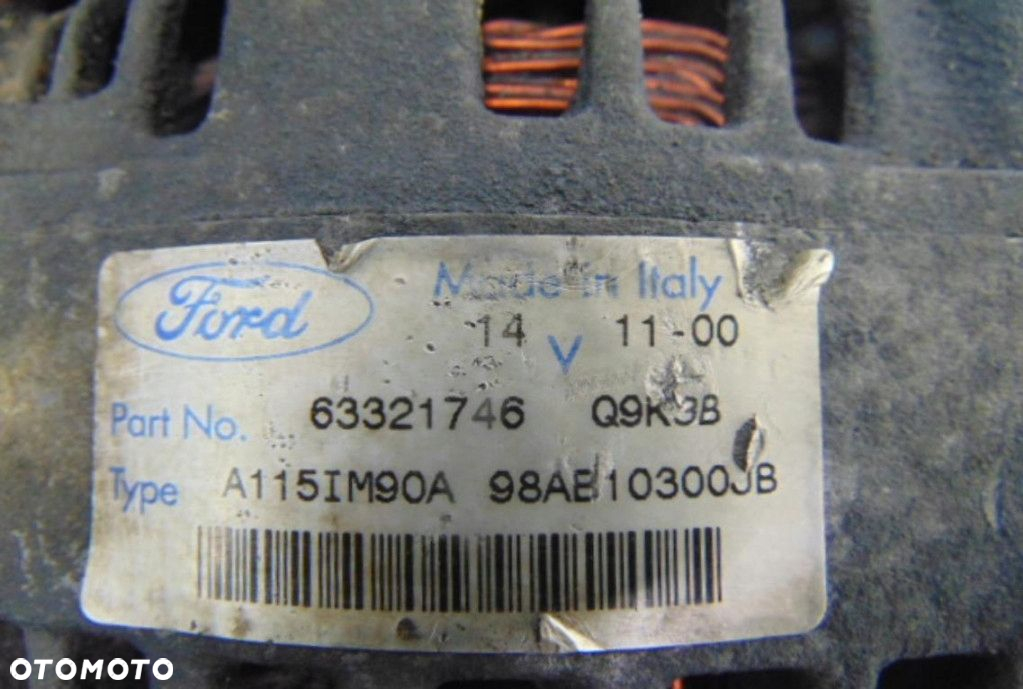 Ford Made in Italy
14 V 11-00
Part No. 63321746 Q9K3B
Type A115IM90A 98AB10300JB
OTOMOTO